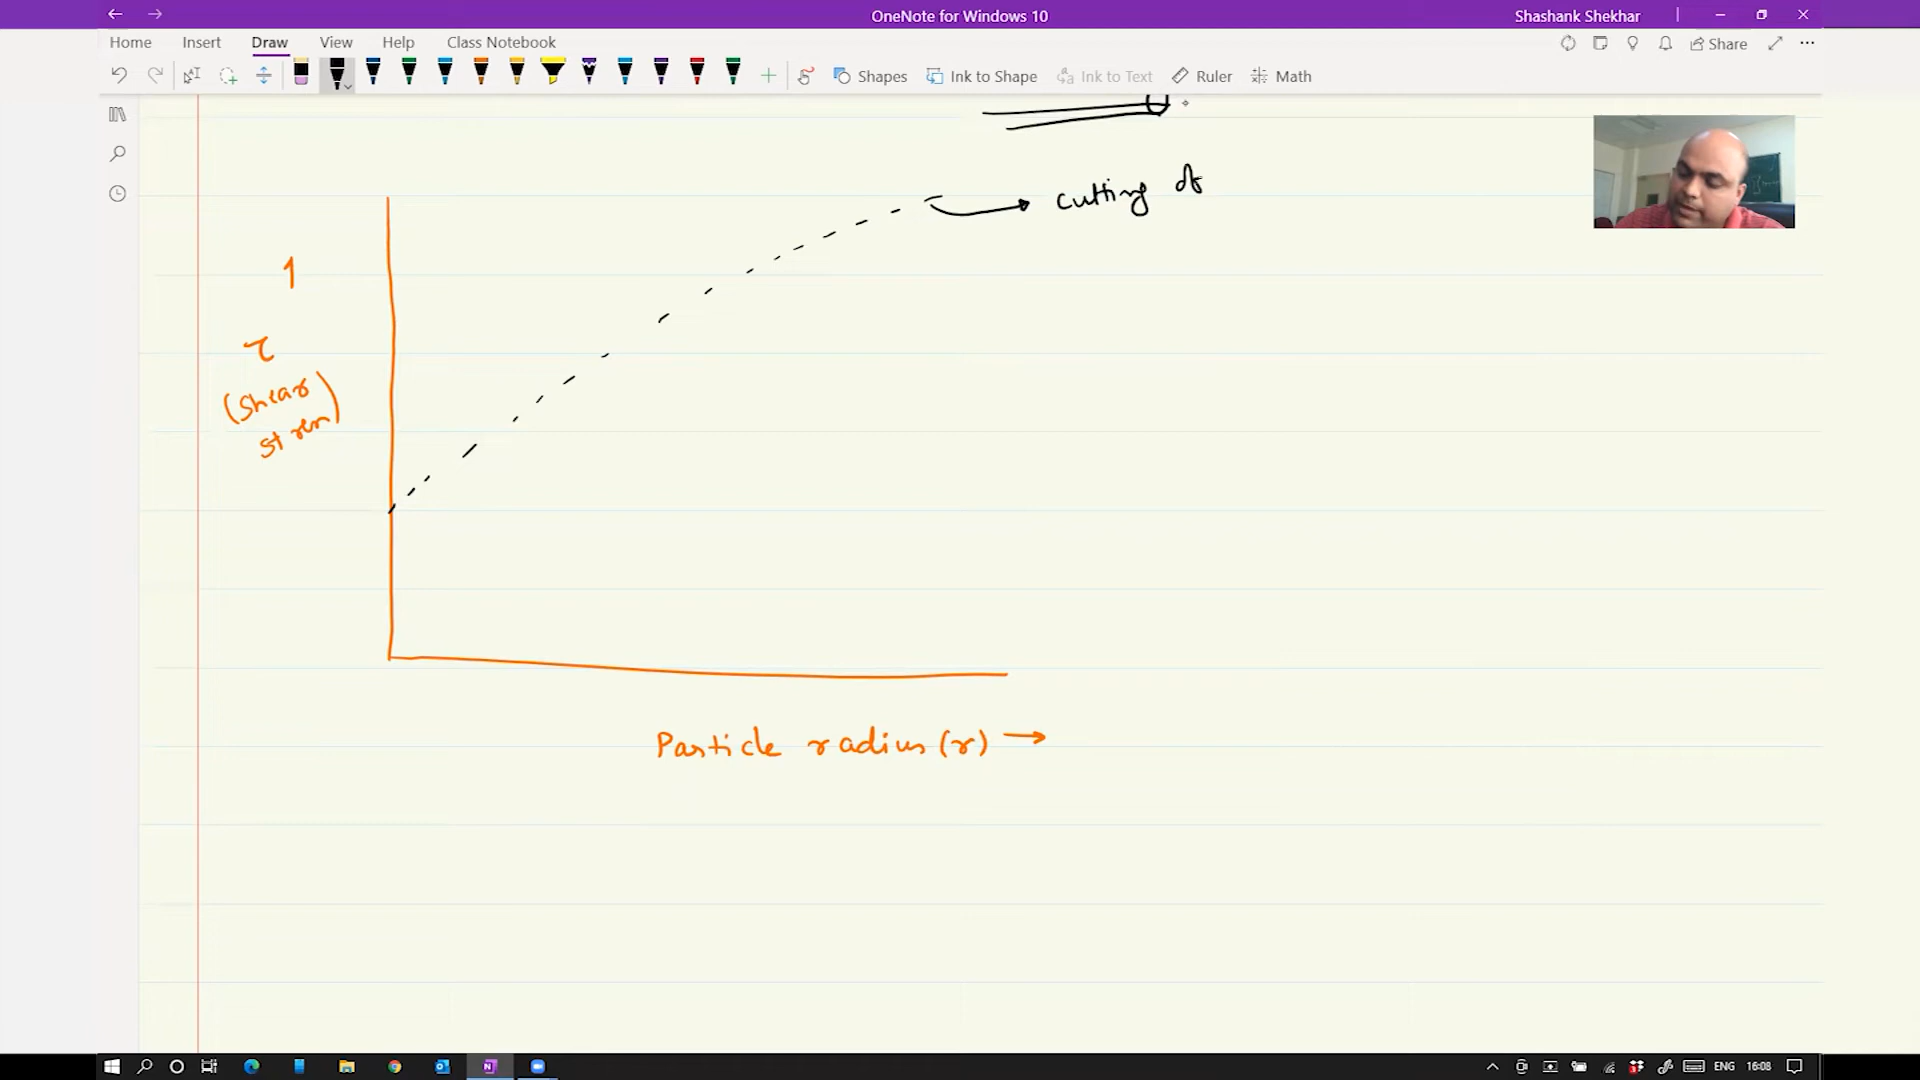 OneNote for Windows 10
Shashank Shekhar
Home Insert Draw View Help Class Notebook
Share
Shapes Ink to Shape Ink to Text Ruler Math
cutting
1
τ
(Shear
Particle radius (r) →
ENG 16:08